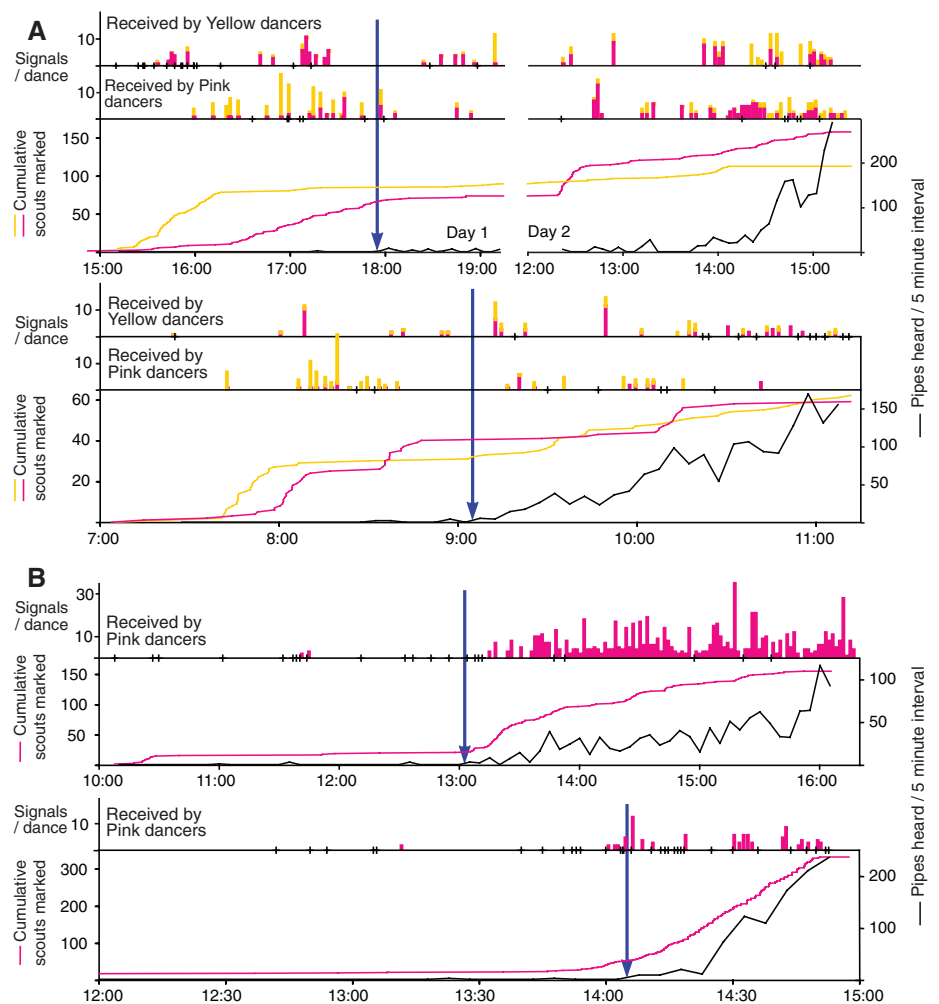 A
Received by Yellow dancers
10
Signals
/ dance
Received by Pink
dancers
10
150
100
50
Cumulative
scouts marked
200
100
Day 1
Day 2
15:00 16:00 17:00 18:00 19:00 12:00 13:00 14:00 15:00
Pipes heard / 5 minute interval
Received by
Yellow dancers
10
Signals
/ dance
Received by
Pink dancers
10
60
40
20
Cumulative
scouts marked
150
100
50
7:00 8:00 9:00 10:00 11:00
B
Signals
/ dance
30
10
Received by
Pink dancers
150
100
50
Cumulative
scouts marked
100
50
10:00 11:00 12:00 13:00 14:00 15:00 16:00
Pipes heard / 5 minute interval
Signals
/ dance
10
Received by
Pink dancers
300
200
100
Cumulative
scouts marked
200
100
12:00 12:30 13:00 13:30 14:00 14:30 15:00